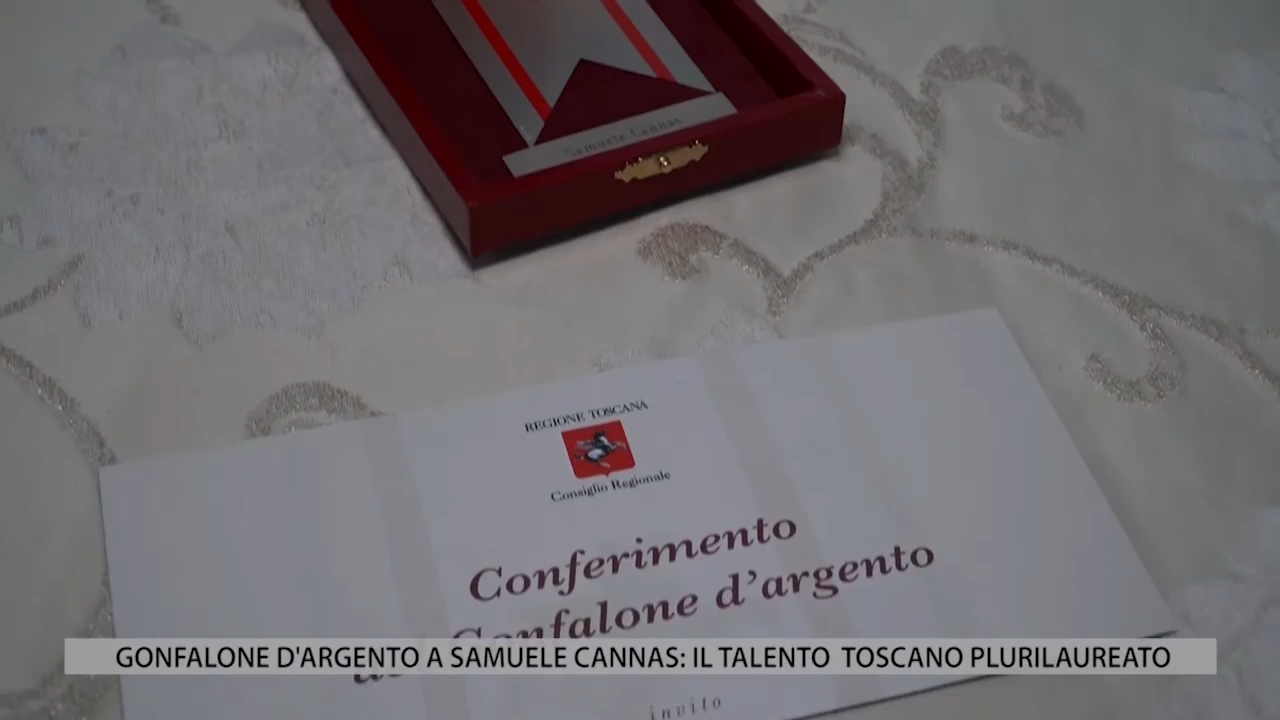 Samuele Cannas
REGIONE TOSCANA
Consiglio Regionale
Conferimento
Gonfalone d'argento
GONFALONE D'ARGENTO A SAMUELE CANNAS: IL TALENTO TOSCANO PLURILAUREATO
invito